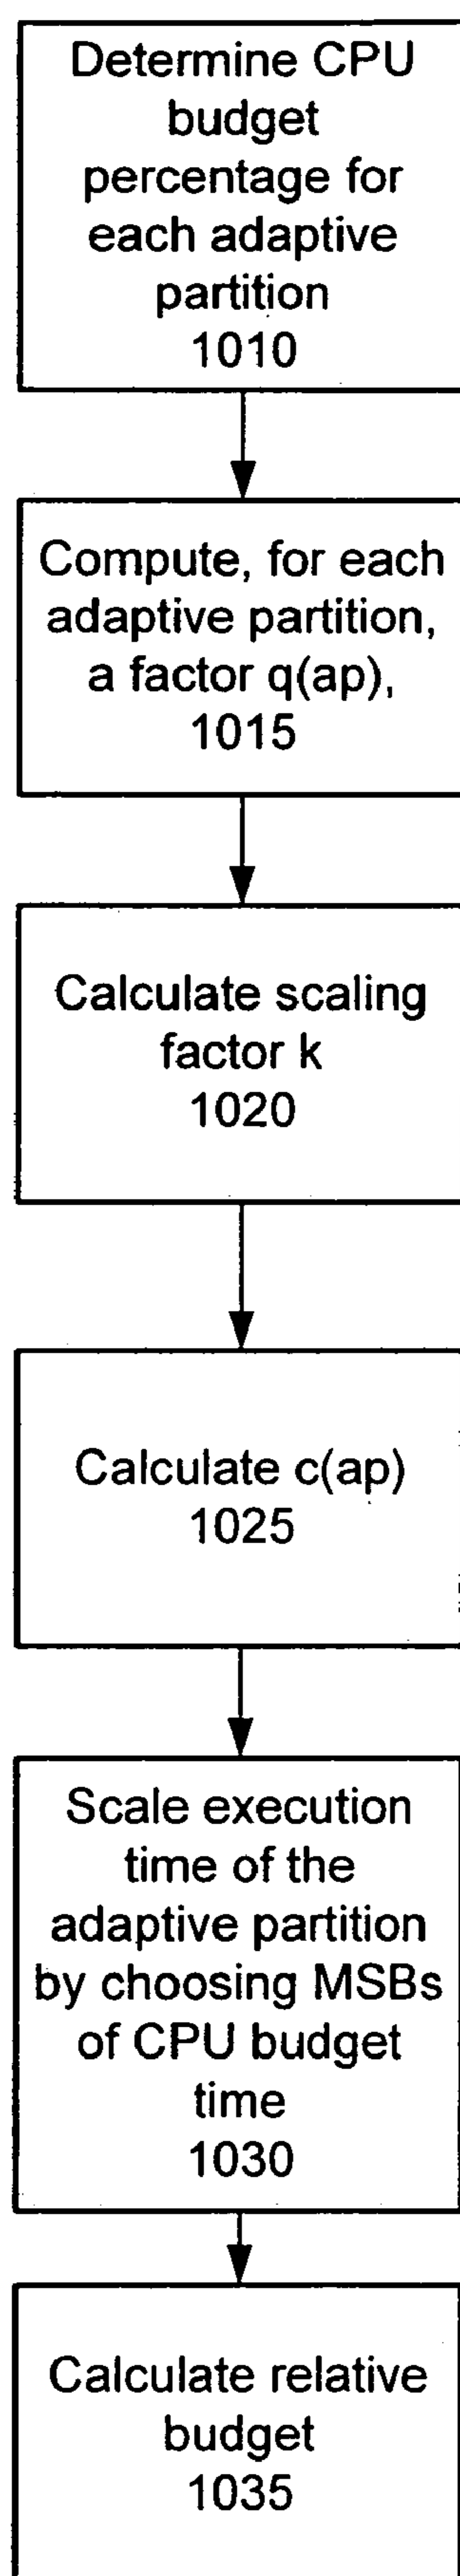 Determine CPU
budget
percentage for
each adaptive
partition
1010
Compute, for each
adaptive partition,
a factor q(ap),
1015
Calculate scaling
factor k
1020
Calculate c(ap)
1025
Scale execution
time of the
adaptive partition
by choosing MSBs
of CPU budget
time
1030
Calculate relative
budget
1035